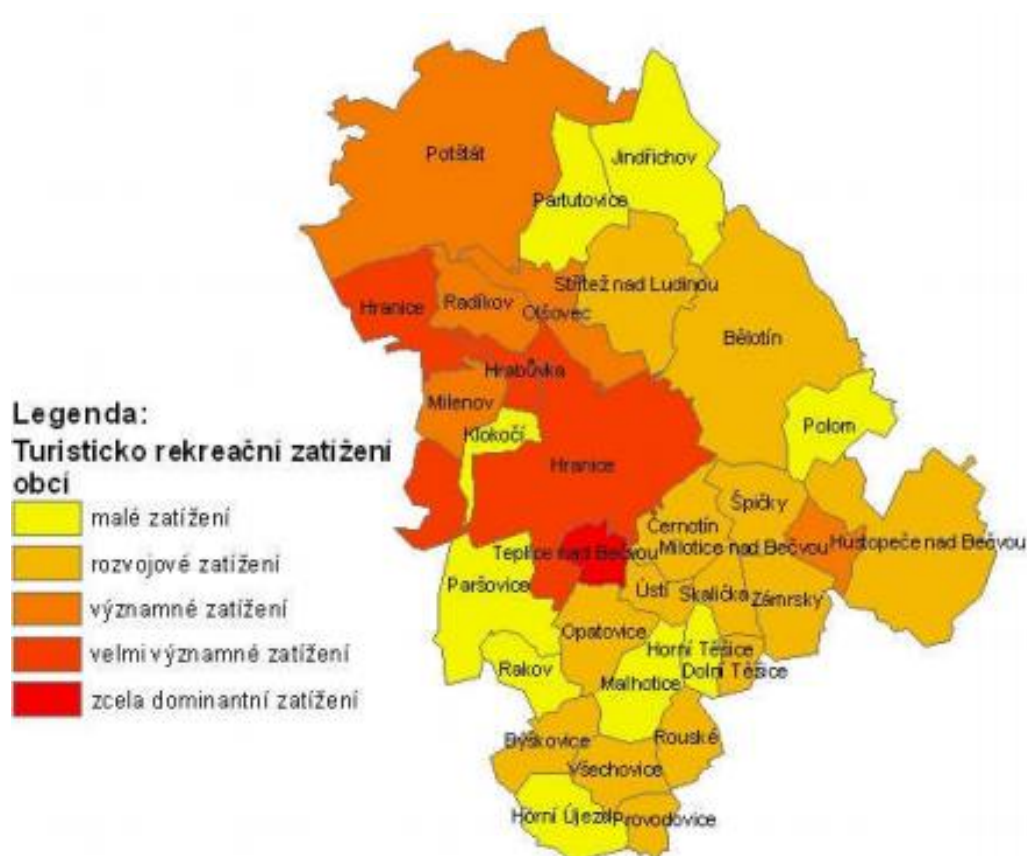 Potštát
Jindřichov
Partutovice
Střítež nad Ludinou
Hranice
Radíkov
Olšovec
Bělotín
Hrabůvka
Milenov
Klokočí
Polom
Hranice
Legenda:
Turisticko rekreační zatížení
obcí
malé zatížení
rozvojové zatížení
významné zatížení
velmi významné zatížení
zcela dominantní zatížení
Špičky
Černotín
Teplice nad Bečvou
Milotice nad Bečvou
Hustopeče nad Bečvou
Paršovice
Ústí
Skalička
Zámrsky
Opatovice
Horní Těšice
Rakov
Malhotice
Dolní Těšice
Býškovice
Rouské
Všechovice
Horní Újezd
Provodovice